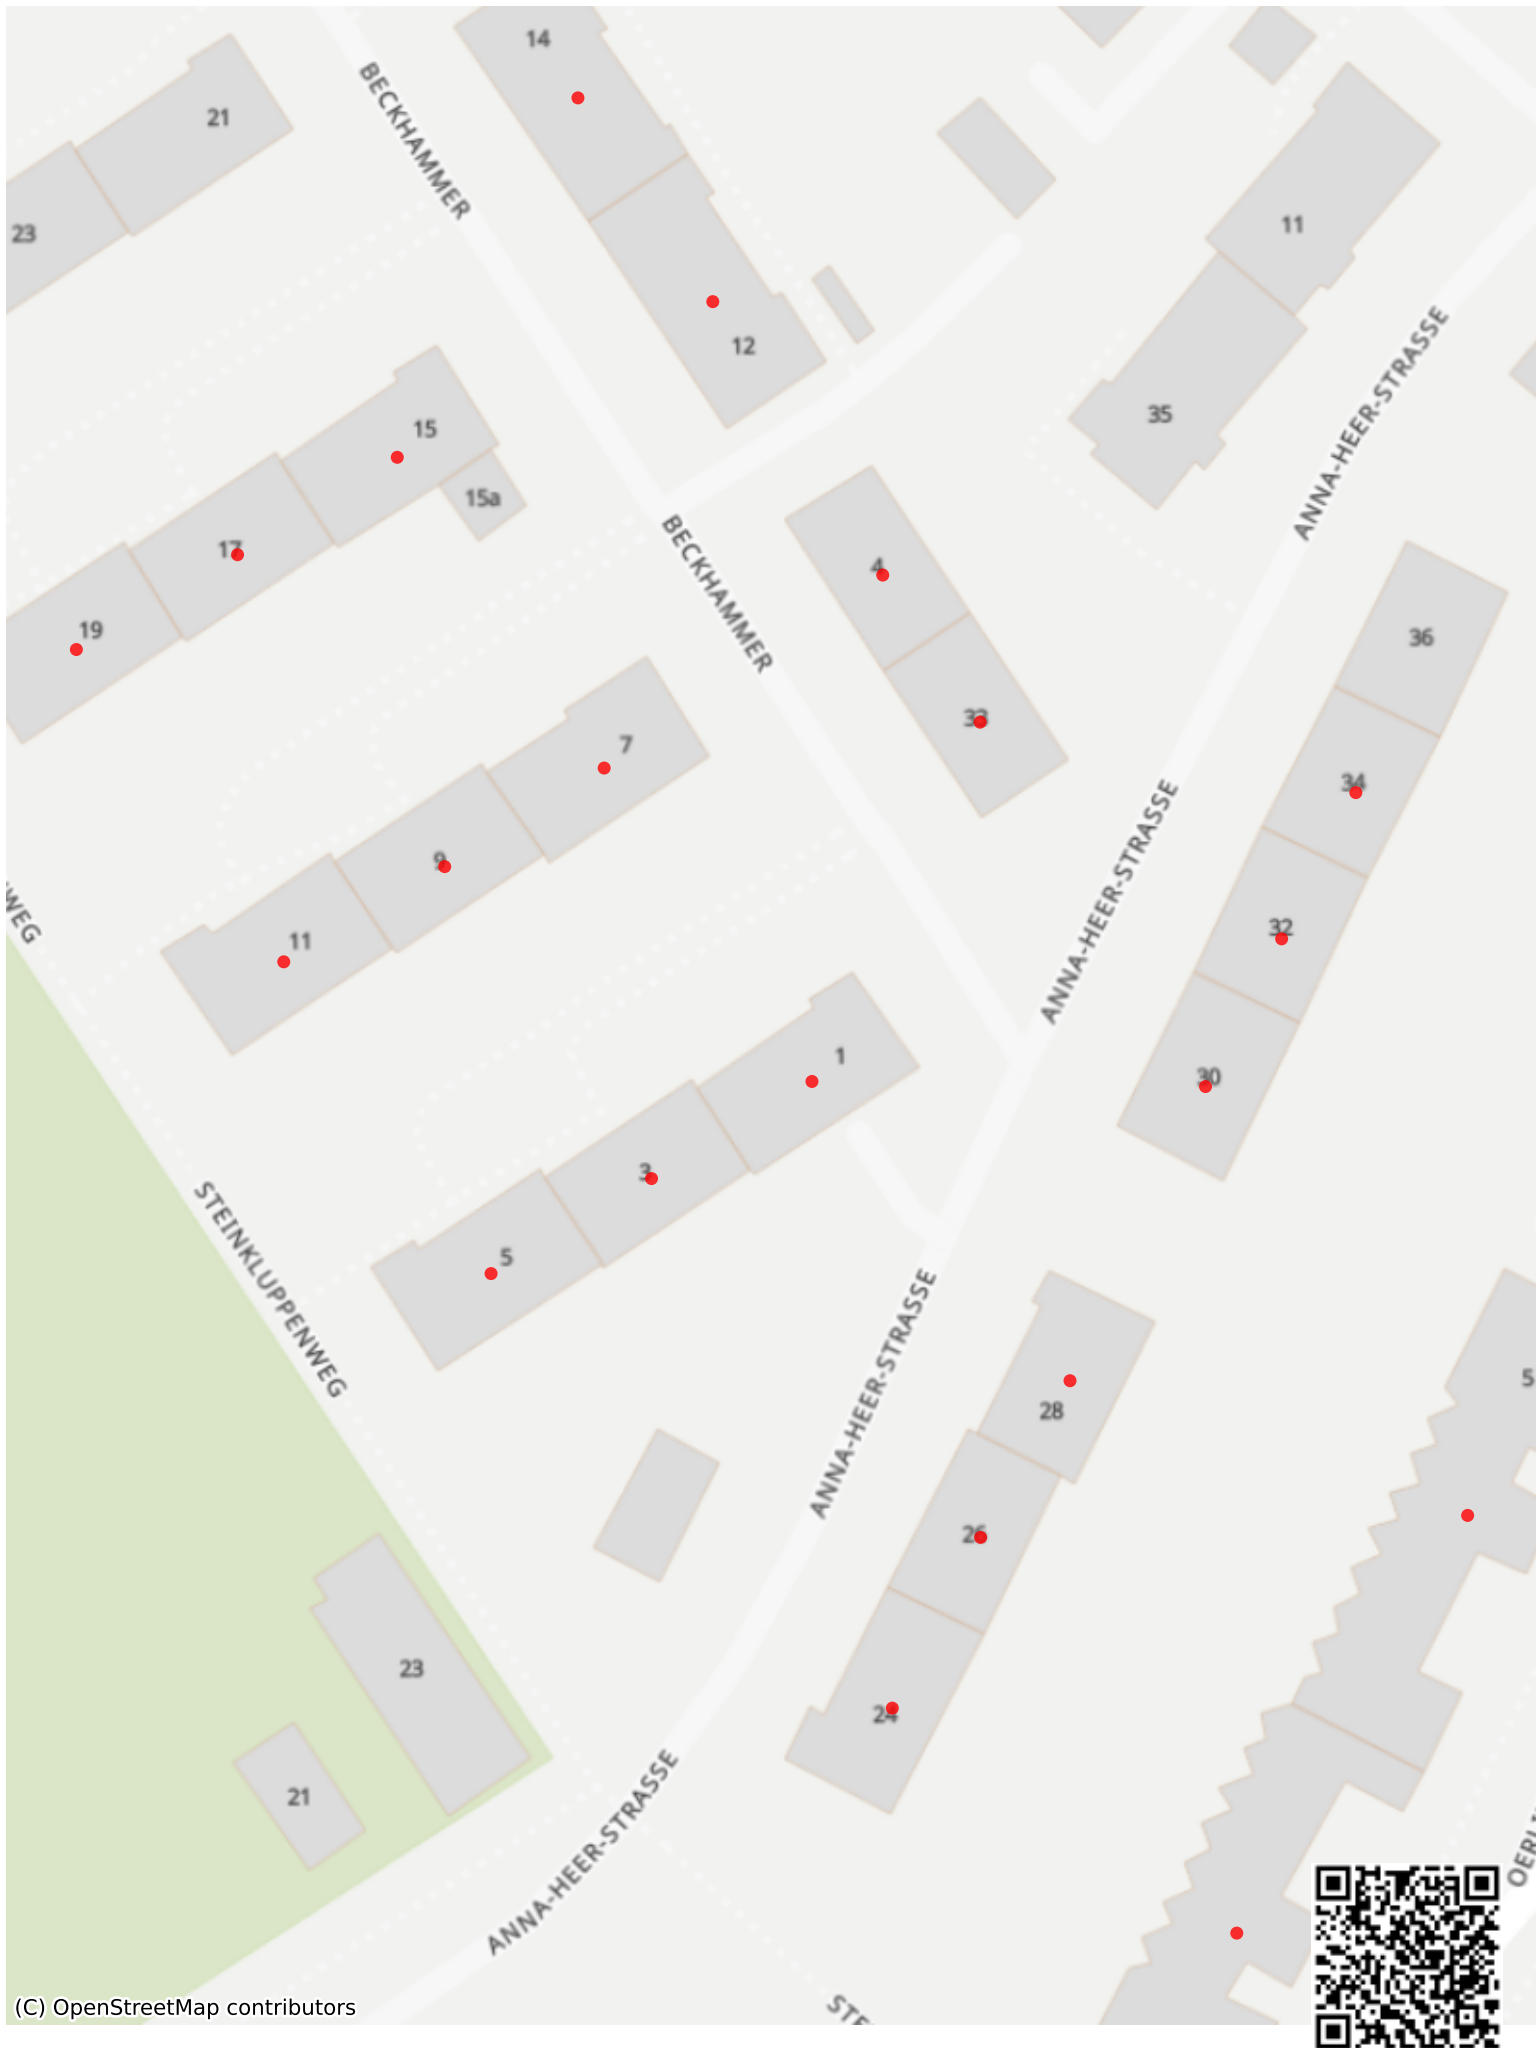 14
21
BECKHAMMER
11
23
12
35
15
15a
ANNA-HEER-STRASSE
BECKHAMMER
17
4
19
36
33
7
34
9
11
32
ANNA-HEER-STRASSE
WEG
1
30
3
5
STEINKLUPPENWEG
28
5
ANNA-HEER-STRASSE
26
23
24
21
ANNA-HEER-STRASSE
(C) OpenStreetMap contributors